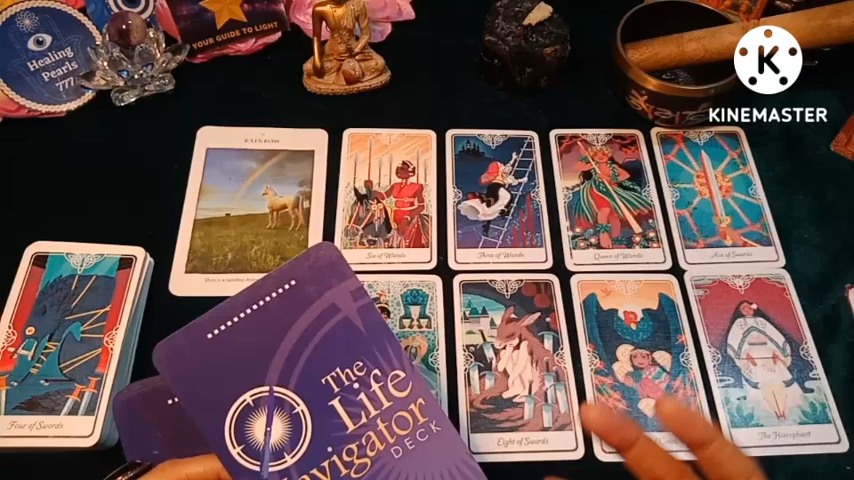 Healing
Pearls
777
YOUR GUIDE TO LIGHT
K
KINEMASTER
RAINBOW
Six of Wands
Three of Wands
Queen of Wands
Ace of Swords
Four of Swords
Eight of Swords
The Hierophant
The
Life
Navigator
DECK